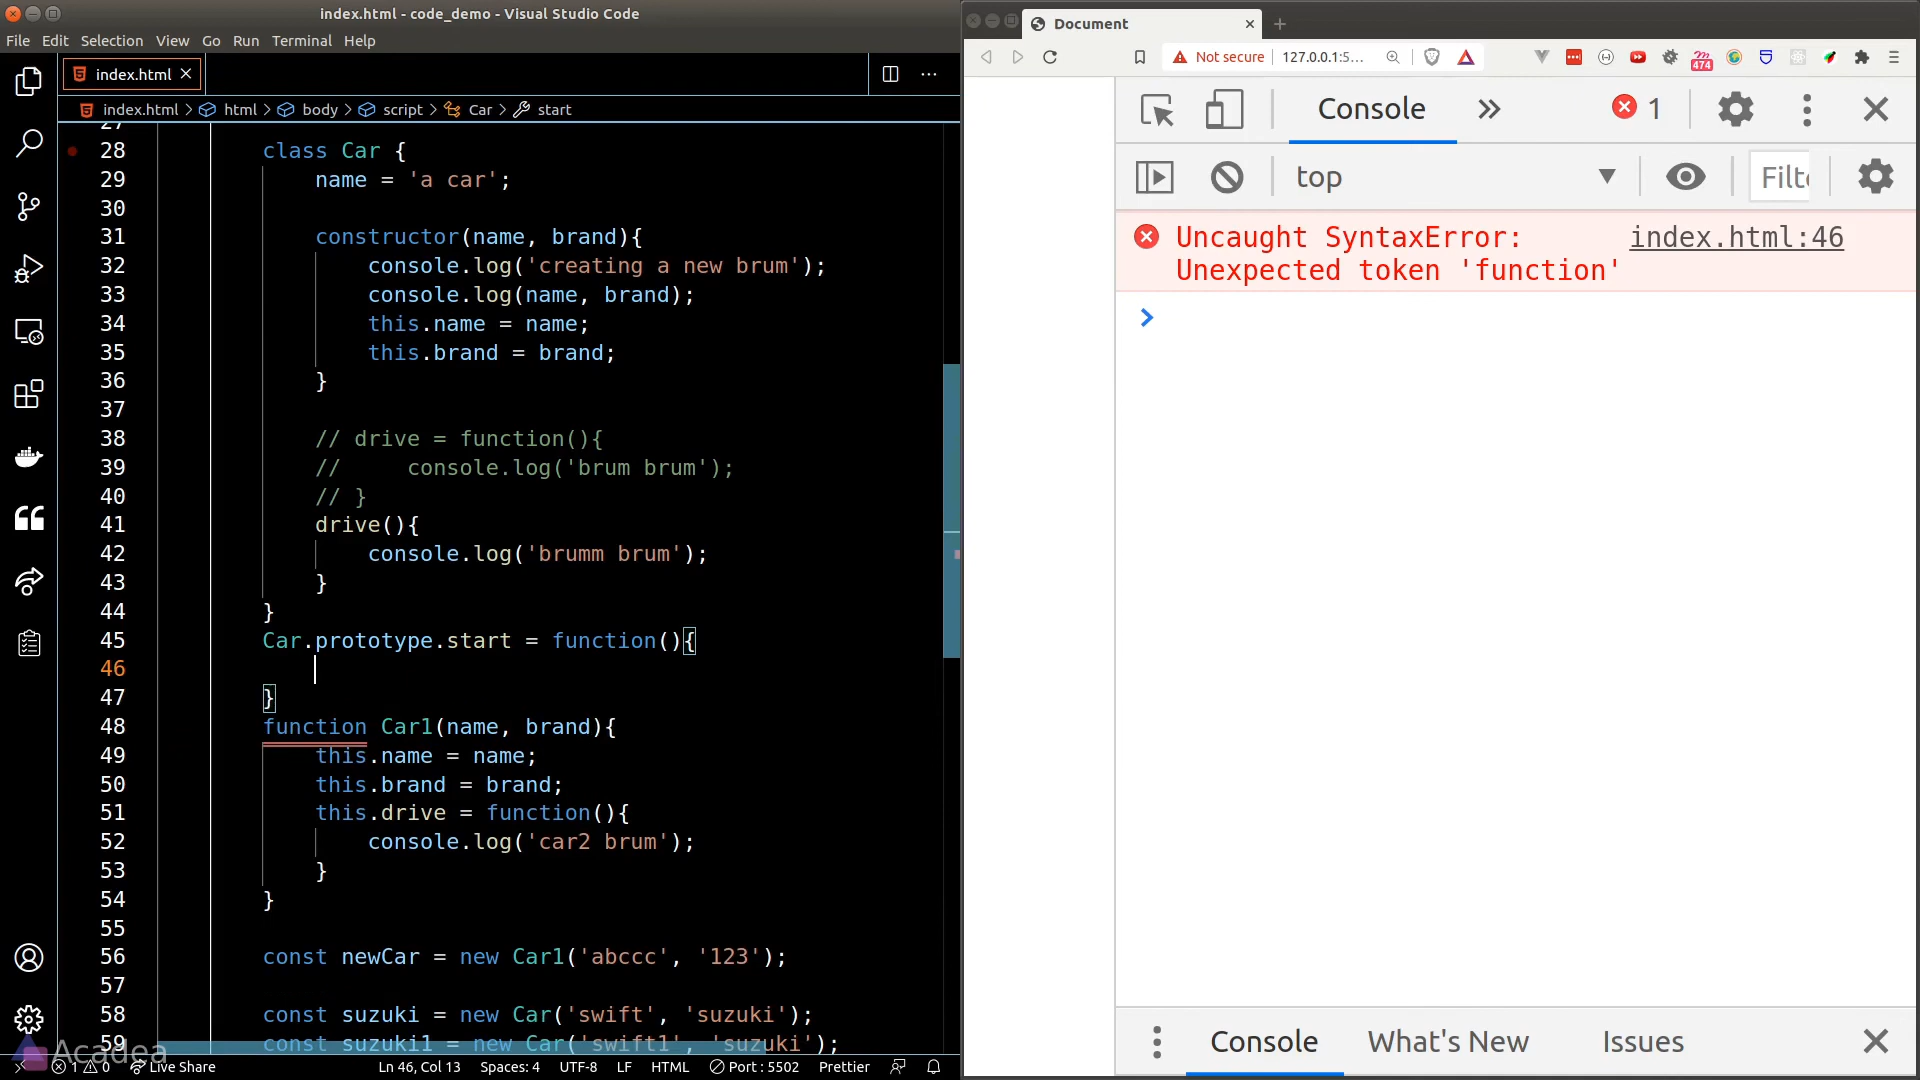 index.html - code_demo - Visual Studio Code
File Edit Selection View Go Run Terminal Help
index.html
index.html > html > body > script > Car > start
27
28 class Car {
29 name = 'a car';
30
31 constructor(name, brand){
32 console.log('creating a new brum');
33 console.log(name, brand);
34 this.name = name;
35 this.brand = brand;
36 }
37
38 // drive = function(){
39 // console.log('brum brum');
40 // }
41 drive(){
42 console.log('brumm brum');
43 }
44 }
45 Car.prototype.start = function(){
46
47 }
48 function Car1(name, brand){
49 this.name = name;
50 this.brand = brand;
51 this.drive = function(){
52 console.log('car2 brum');
53 }
54 }
55
56 const newCar = new Car1('abccc', '123');
57
58 const suzuki = new Car('swift', 'suzuki');
59 const suzuki1 = new Car('swift1', 'suzuki');
Acadea
1 0 Live Share Ln 46, Col 13 Spaces: 4 UTF-8 LF HTML Port : 5502 Prettier
Document
Not secure 127.0.0.1:5... 474
Console 1
top Filt
Uncaught SyntaxError: index.html:46
Unexpected token 'function'
Console What's New Issues